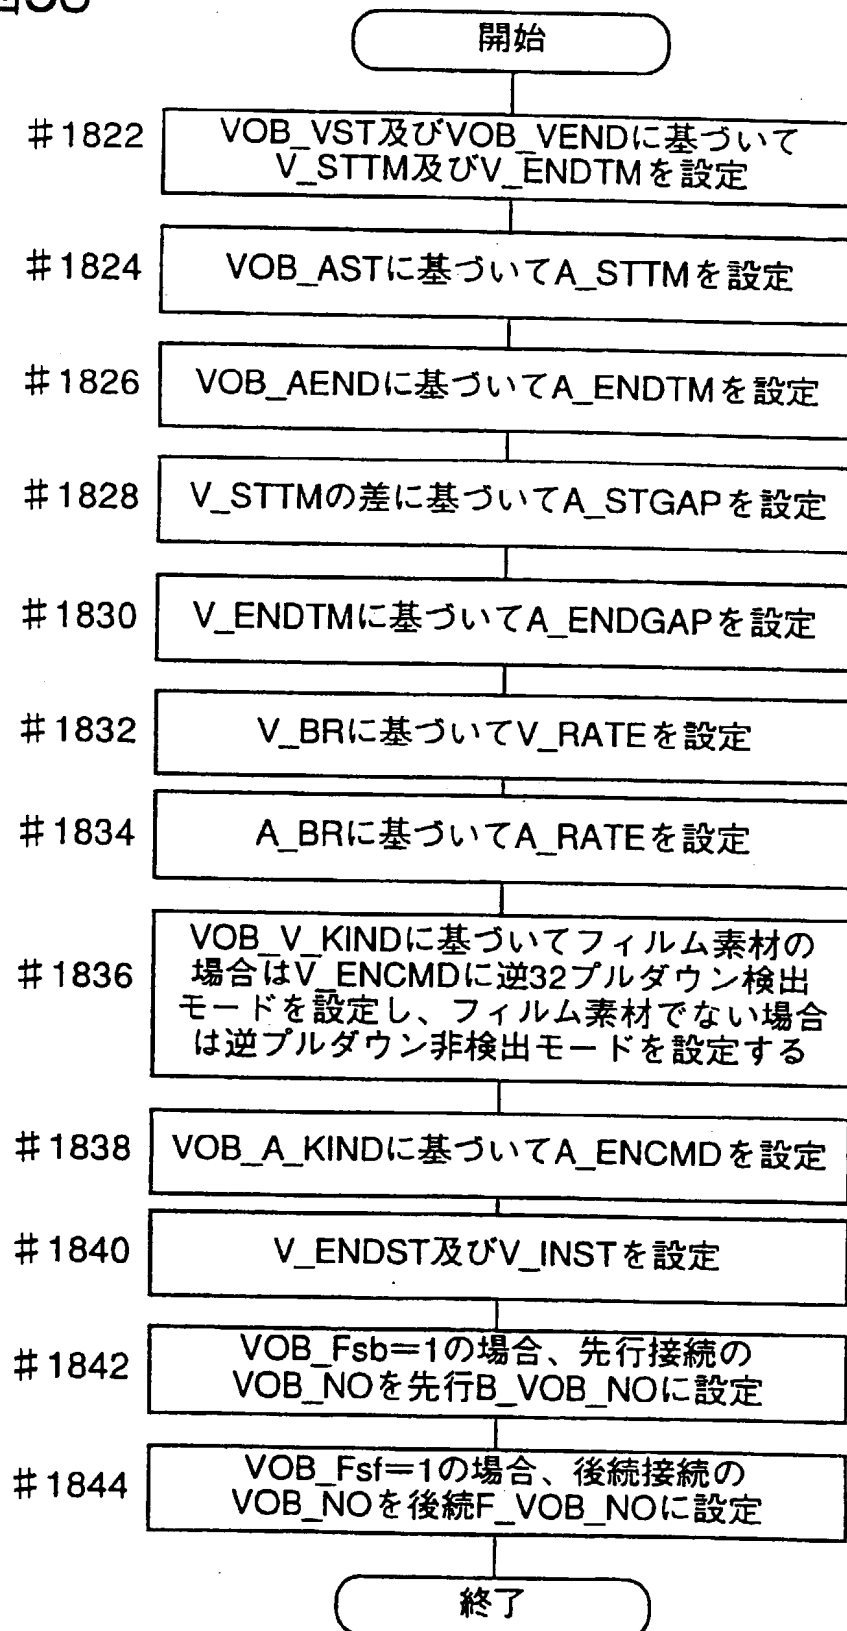 開始
#1822
VOB_VST及びVOB_VENDに基づいて
V_STTM及びV_ENDTMを設定
#1824
VOB_ASTに基づいてA_STTMを設定
#1826
VOB_AENDに基づいてA_ENDTMを設定
#1828
V_STTMの差に基づいてA_STGAPを設定
#1830
V_ENDTMに基づいてA_ENDGAPを設定
#1832
V_BRに基づいてV_RATEを設定
#1834
A_BRに基づいてA_RATEを設定
#1836
VOB_V_KINDに基づいてフィルム素材の
場合はV_ENCMDに逆32プルダウン検出
モードを設定し、フィルム素材でない場合
は逆プルダウン非検出モードを設定する
#1838
VOB_A_KINDに基づいてA_ENCMDを設定
#1840
V_ENDST及びV_INSTを設定
#1842
VOB_Fsb=1の場合、先行接続の
VOB_NOを先行B_VOB_NOに設定
#1844
VOB_Fsf=1の場合、後続接続の
VOB_NOを後続F_VOB_NOに設定
終了